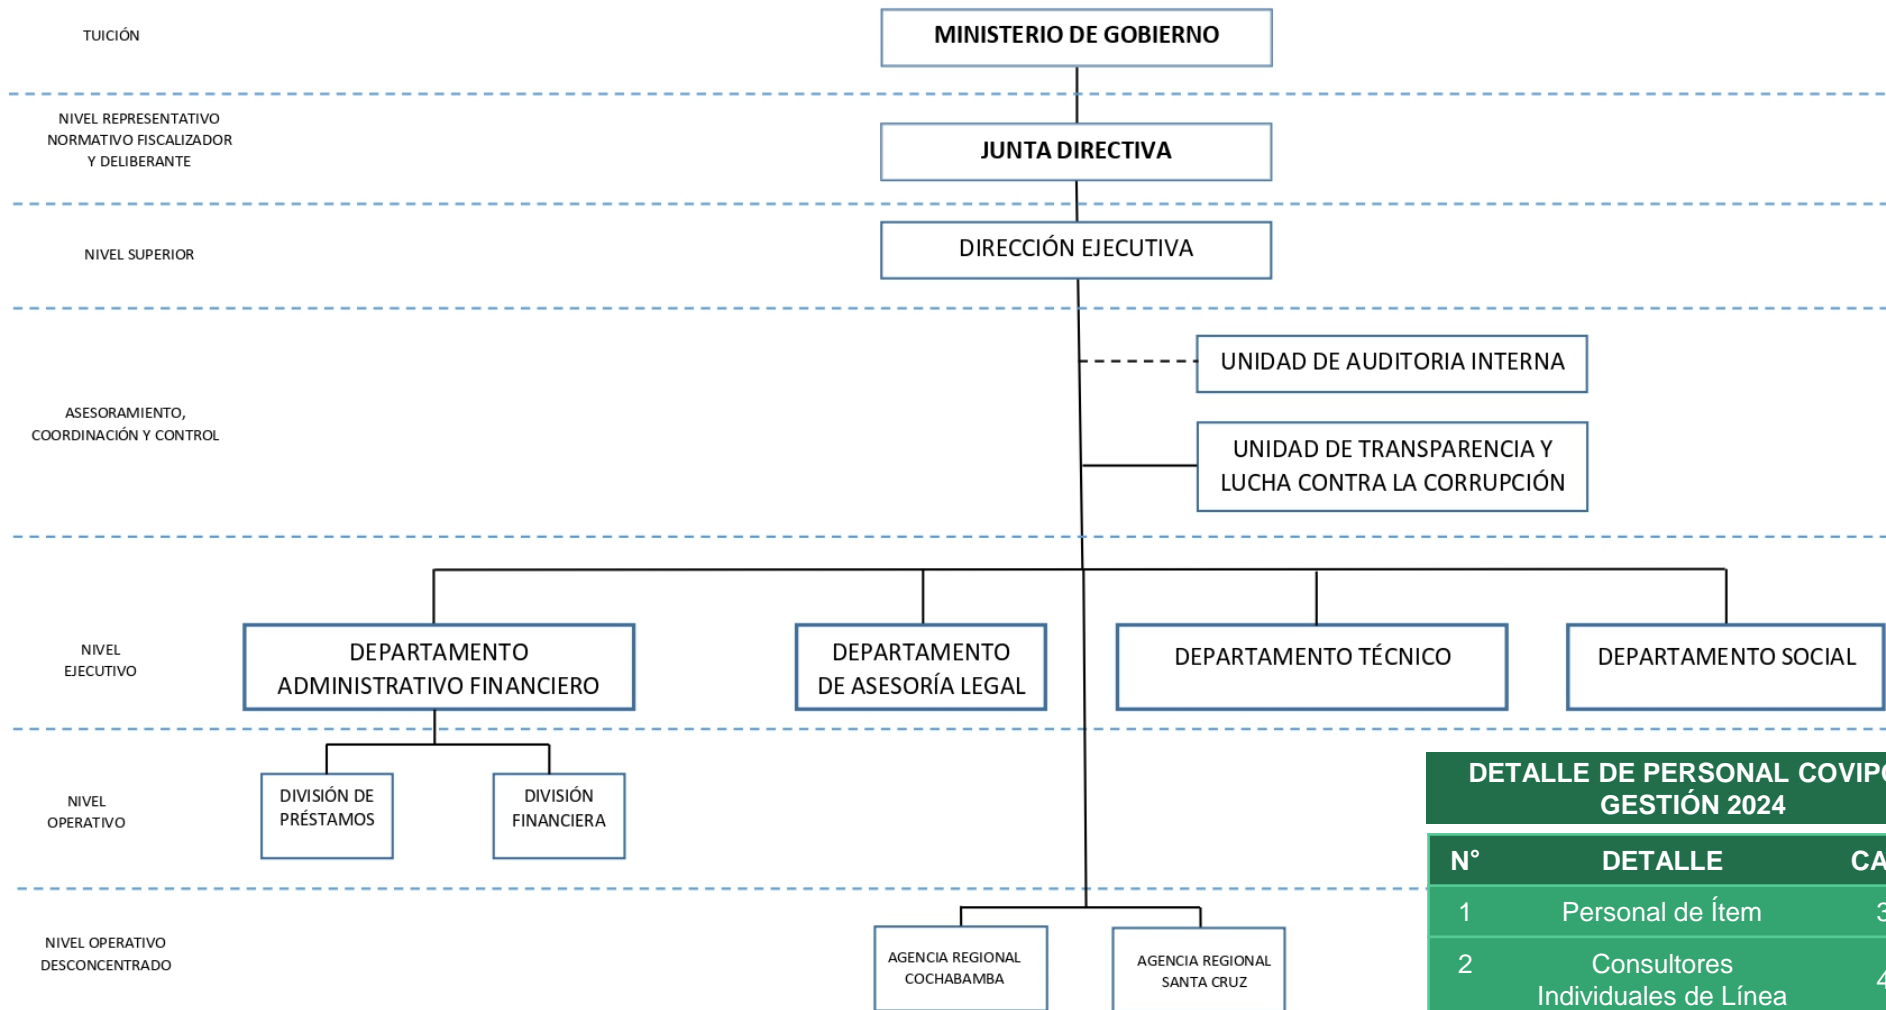 TUICIÓN
MINISTERIO DE GOBIERNO
NIVEL REPRESENTATIVO
NORMATIVO FISCALIZADOR
Y DELIBERANTE
JUNTA DIRECTIVA
NIVEL SUPERIOR
DIRECCIÓN EJECUTIVA
ASESORAMIENTO,
COORDINACIÓN Y CONTROL
UNIDAD DE AUDITORIA INTERNA
UNIDAD DE TRANSPARENCIA Y
LUCHA CONTRA LA CORRUPCIÓN
NIVEL
EJECUTIVO
DEPARTAMENTO
ADMINISTRATIVO FINANCIERO
DEPARTAMENTO
DE ASESORÍA LEGAL
DEPARTAMENTO TÉCNICO
DEPARTAMENTO SOCIAL
NIVEL
OPERATIVO
DIVISIÓN DE
PRÉSTAMOS
DIVISIÓN
FINANCIERA
NIVEL OPERATIVO
DESCONCENTRADO
AGENCIA REGIONAL
COCHABAMBA
AGENCIA REGIONAL
SANTA CRUZ
DETALLE DE PERSONAL
GESTIÓN 2024
N° DETALLE
1 Personal de Ítem
2 Consultores
Individuales de Línea